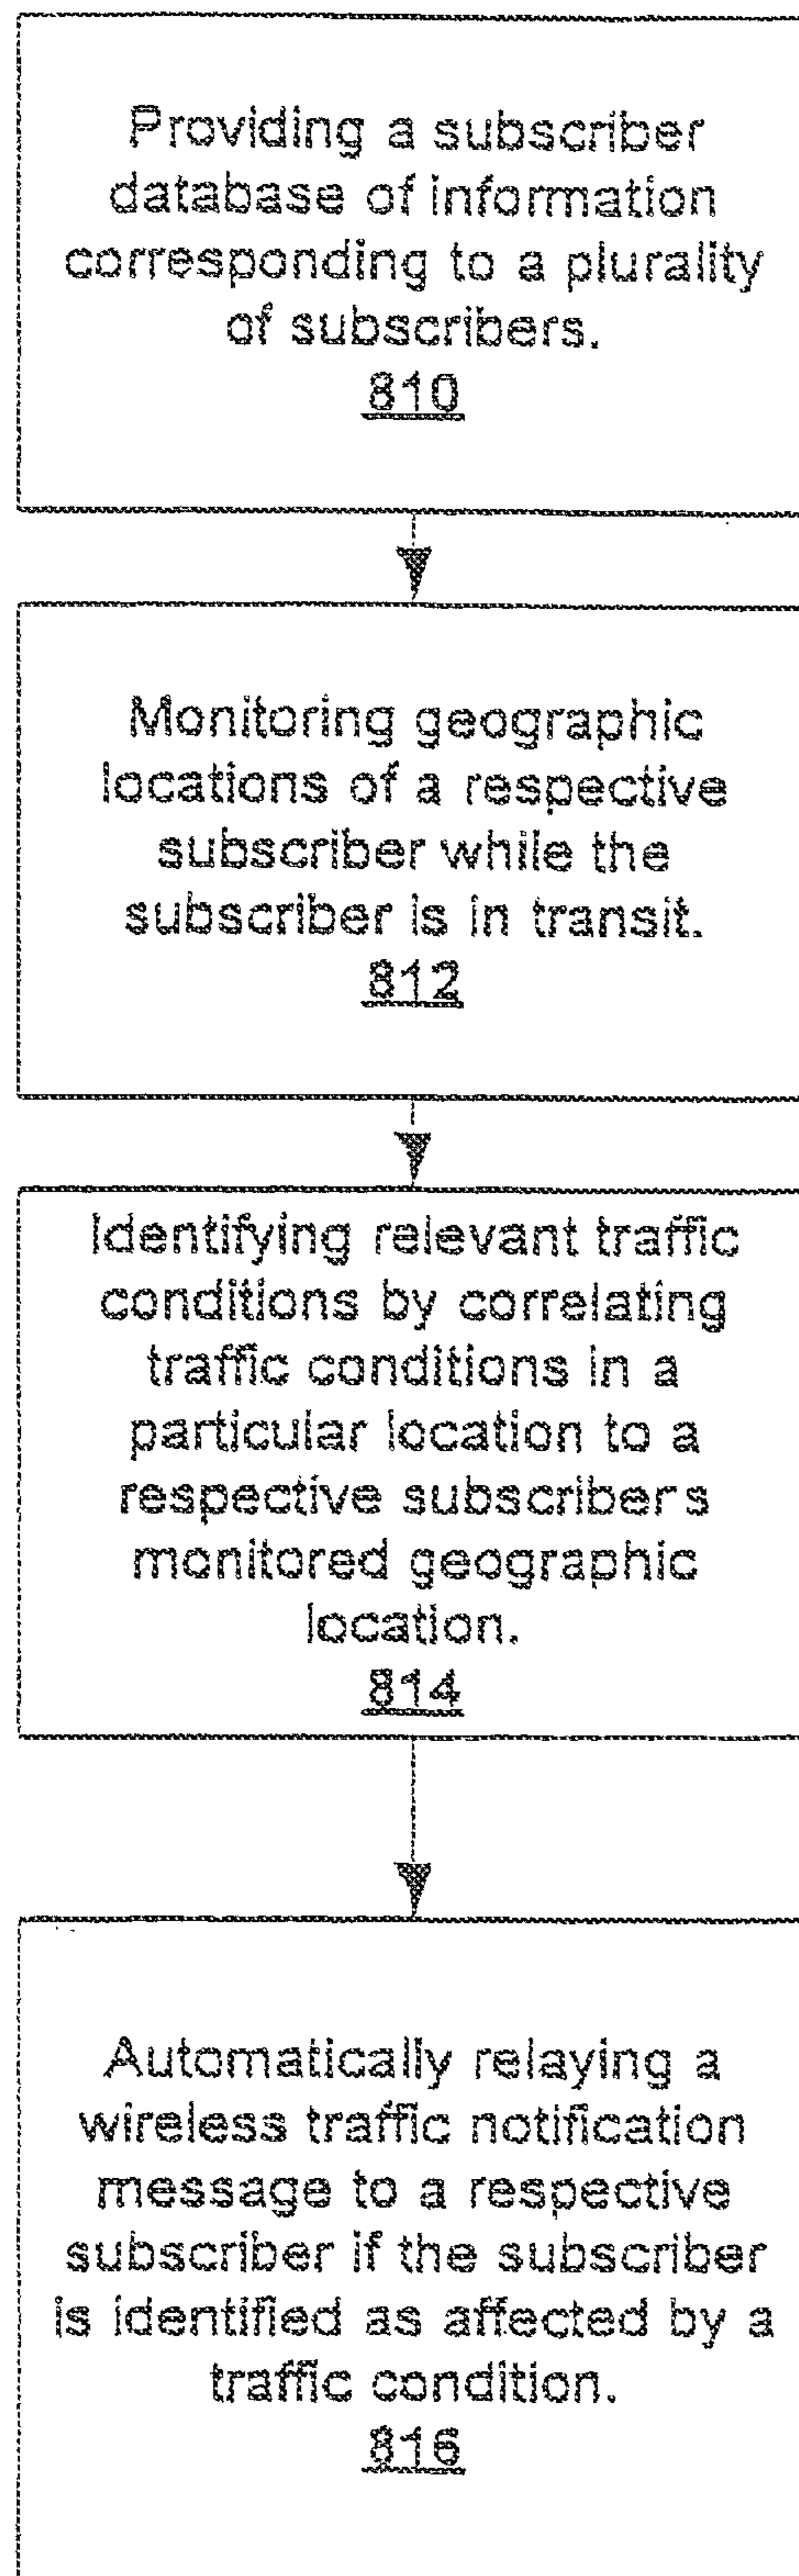 Providing a subscriber
database of information
corresponding to a plurality
of subscribers.
810
Monitoring geographic
locations of a respective
subscriber while the
subscriber is in transit.
812
Identifying relevant traffic
conditions by correlating
traffic conditions in a
particular location to a
respective subscribers
monitored geographic
location.
814
Automatically relaying a
wireless traffic notification
message to a respective
subscriber if the subscriber
is identified as affected by a
traffic condition.
816